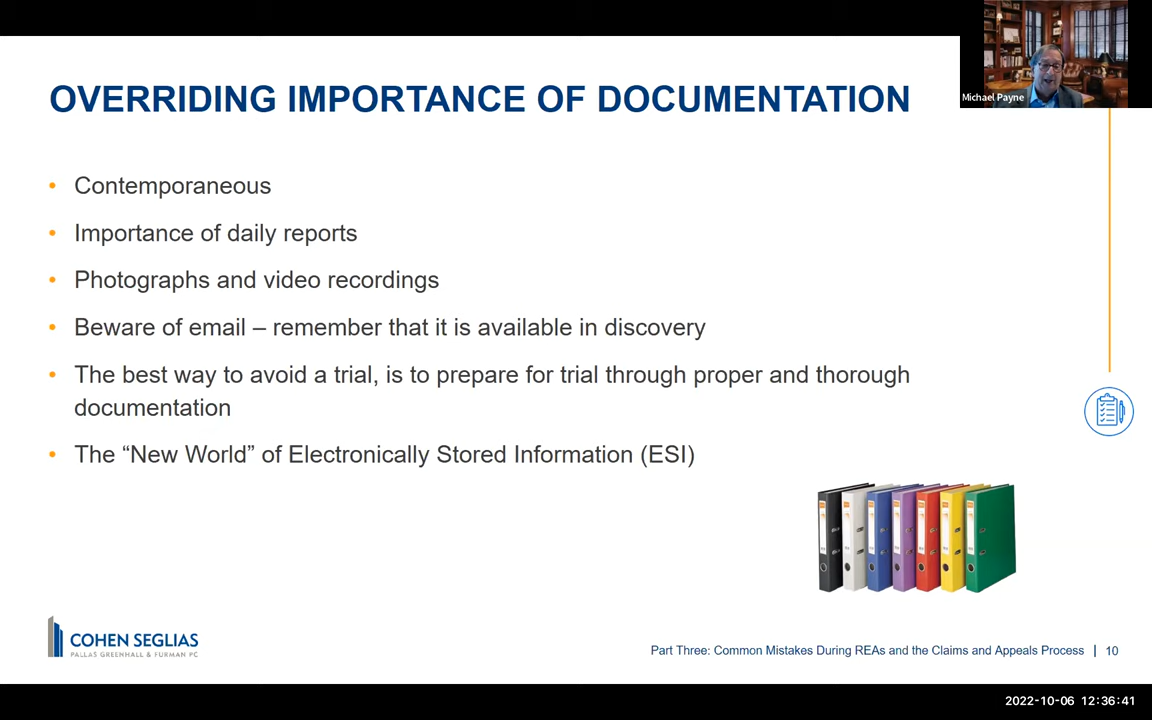 Michael Payne
OVERRIDING IMPORTANCE OF DOCUMENTATION
• Contemporaneous
• Importance of daily reports
• Photographs and video recordings
• Beware of email – remember that it is available in discovery
• The best way to avoid a trial, is to prepare for trial through proper and thorough
documentation
• The “New World” of Electronically Stored Information (ESI)
COHEN SEGLIAS
PALLAS GREENHALL & FURMAN PC
Part Three: Common Mistakes During REAs and the Claims and Appeals Process | 10
2022-10-06 12:36:41